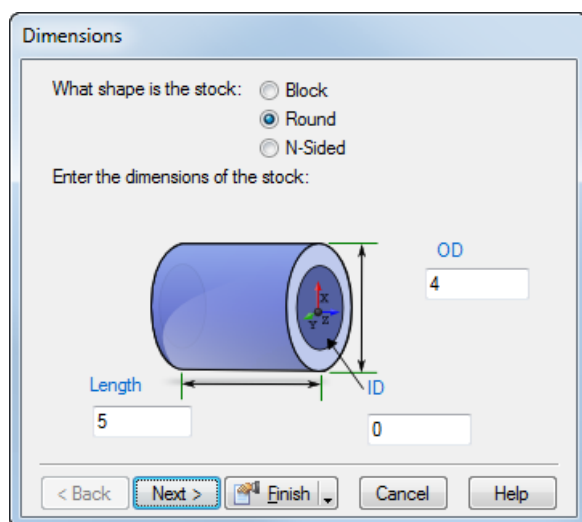 Dimensions
What shape is the stock:
Block
Round
N-Sided
Enter the dimensions of the stock:
OD
4
X
Y Z
Length
5
ID
0
< Back Next > Finish Cancel Help